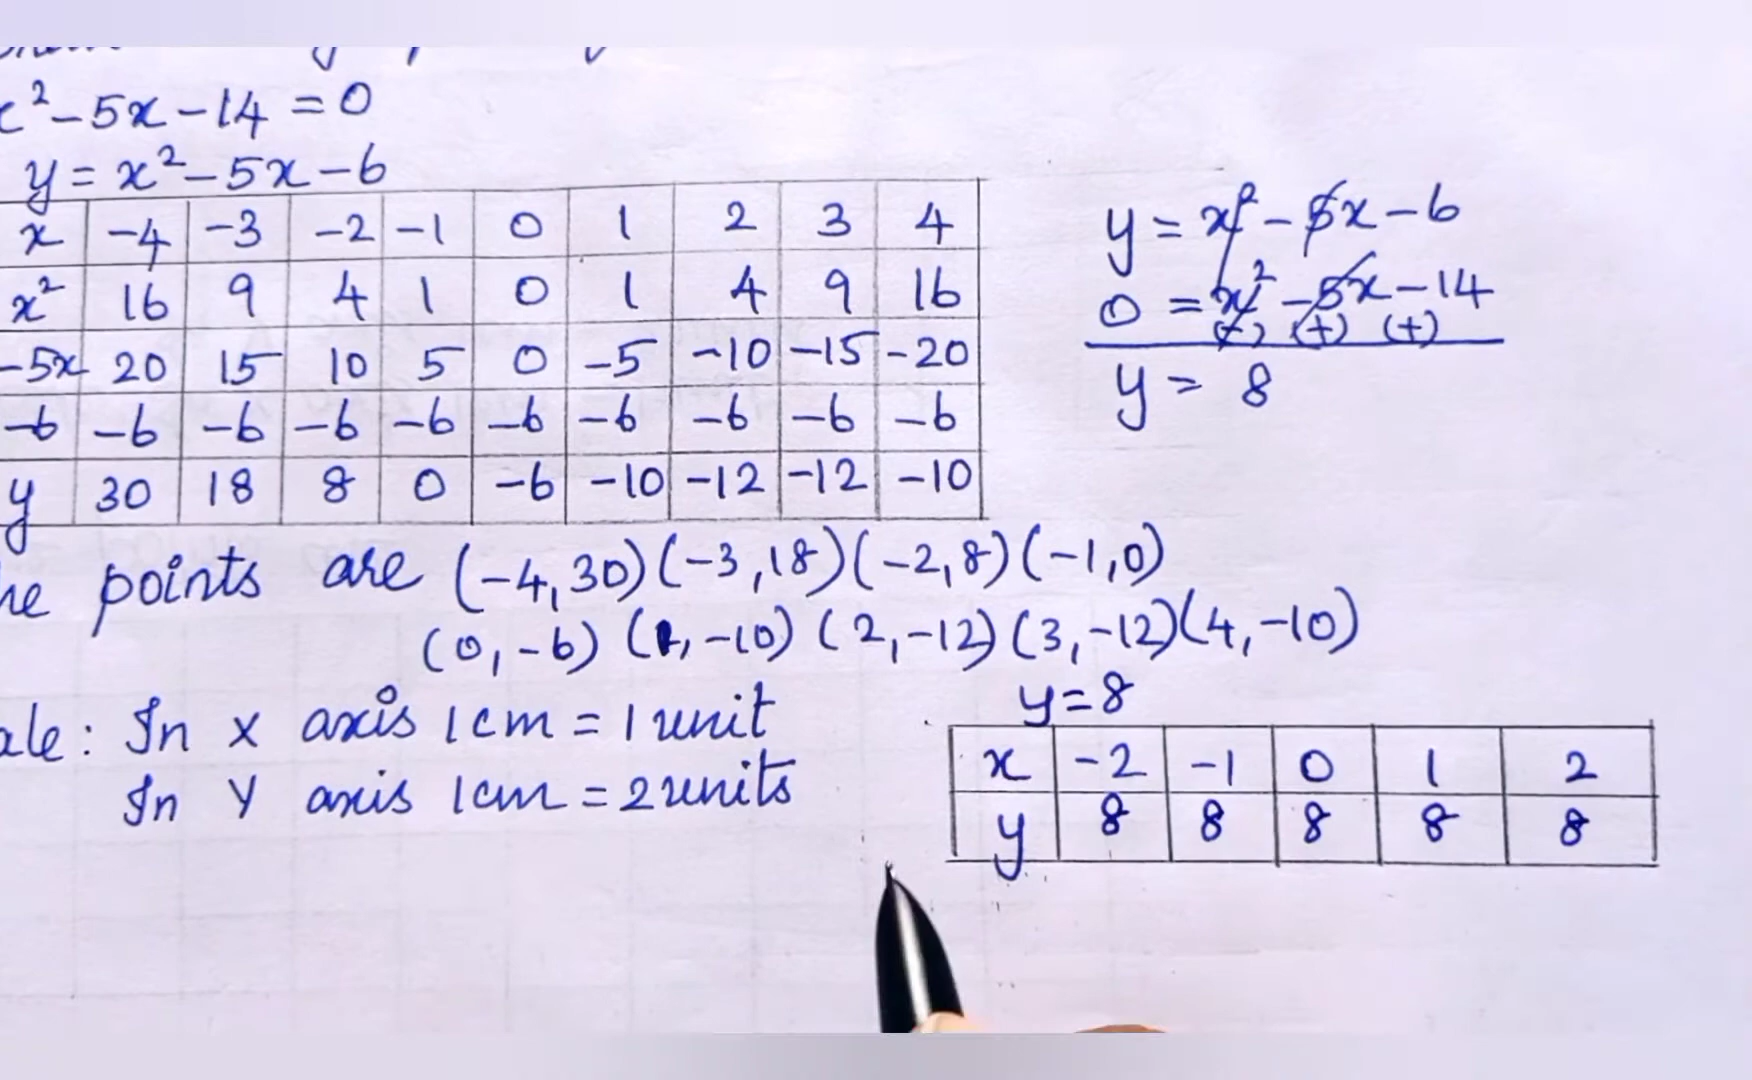 ²-5x-14=0
y=x²-5x-6
x -4 -3 -2 -1 0 1 2 3 4
x² 16 9 4 1 0 1 4 9 16
-5x 20 15 10 5 0 -5 -10 -15 -20
-6 -6 -6 -6 -6 -6 -6 -6 -6 -6
y 30 18 8 0 -6 -10 -12 -12 -10
y=x²-5x-6
0=x²-5x-14
(-) (+) (+)
y= 8
points are (-4,30)(-3,18)(-2,8)(-1,0)
(0,-6) (1,-10) (2,-12) (3,-12)(4,-10)
ale: In X axis 1cm=1unit
In Y axis 1cm=2units
y=8
x -2 -1 0 1 2
y 8 8 8 8 8